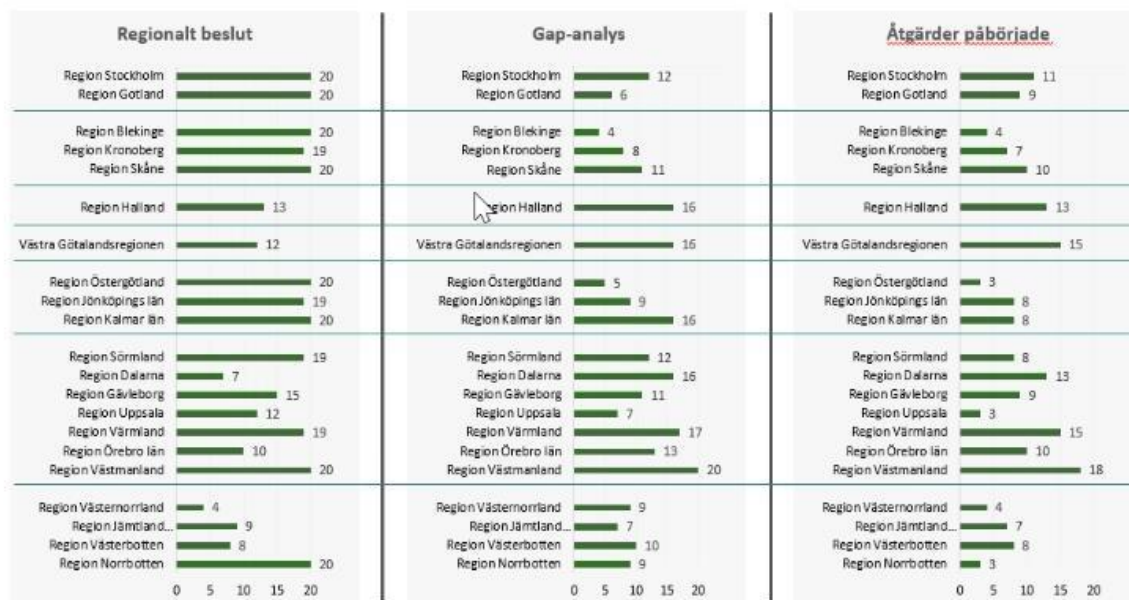 Regionalt beslut
Region Stockholm 20
Region Gotland 20
Region Blekinge 20
Region Kronoberg 19
Region Skåne 20
Region Halland 13
Västra Götalandsregionen 12
Region Östergötland 20
Region Jönköpings län 19
Region Kalmar län 20
Region Sörmland 19
Region Dalarna 7
Region Gävleborg 15
Region Uppsala 12
Region Värmland 19
Region Örebro län 10
Region Västmanland 20
Region Västernorrland 4
Region Jämtland... 9
Region Västerbotten 8
Region Norrbotten 20
0 5 10 15 20
Gap-analys
Region Stockholm 12
Region Gotland 6
Region Blekinge 4
Region Kronoberg 8
Region Skåne 11
egion Halland 16
Västra Götalandsregionen 16
Region Östergötland 5
Region Jönköpings län 9
Region Kalmar län 16
Region Sörmland 12
Region Dalarna 16
Region Gävleborg 11
Region Uppsala 7
Region Värmland 17
Region Örebro län 13
Region Västmanland 20
Region Västernorrland 9
Region Jämtland... 7
Region Västerbotten 10
Region Norrbotten 9
0 5 10 15 20
Åtgärder påbörjade
Region Stockholm 11
Region Gotland 9
Region Blekinge 4
Region Kronoberg 7
Region Skåne 10
Region Halland 13
Västra Götalandsregionen 15
Region Östergötland 3
Region Jönköpings län 8
Region Kalmar län 8
Region Sörmland 8
Region Dalarna 13
Region Gävleborg 9
Region Uppsala 3
Region Värmland 15
Region Örebro län 10
Region Västmanland 18
Region Västernorrland 4
Region Jämtland... 7
Region Västerbotten 8
Region Norrbotten 3
0 5 10 15 20